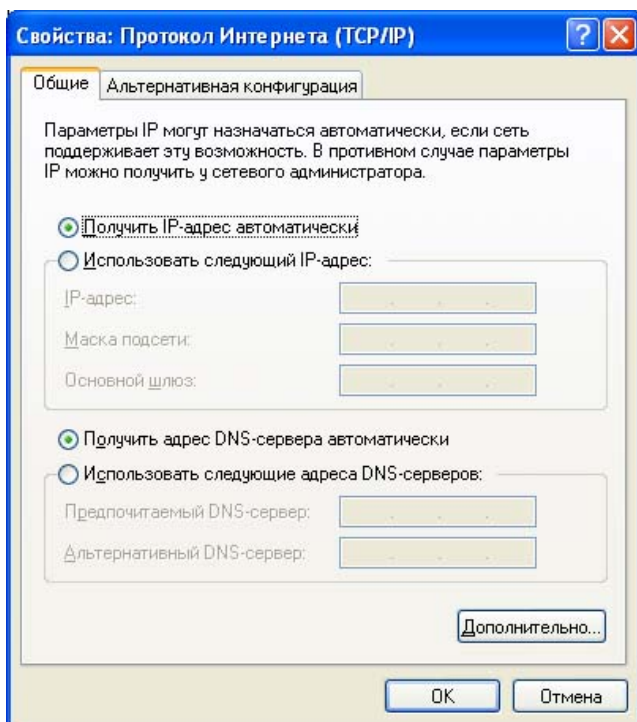 Свойства: Протокол Интернета (TCP/IP)
Общие
Альтернативная конфигурация
Параметры IP могут назначаться автоматически, если сеть
поддерживает эту возможность. В противном случае параметры
IP можно получить у сетевого администратора.
Получить IP-адрес автоматически
Использовать следующий IP-адрес:
IP-адрес:
Маска подсети:
Основной шлюз:
Получить адрес DNS-сервера автоматически
Использовать следующие адреса DNS-серверов:
Предпочитаемый DNS-сервер:
Альтернативный DNS-сервер:
Дополнительно...
OK
Отмена